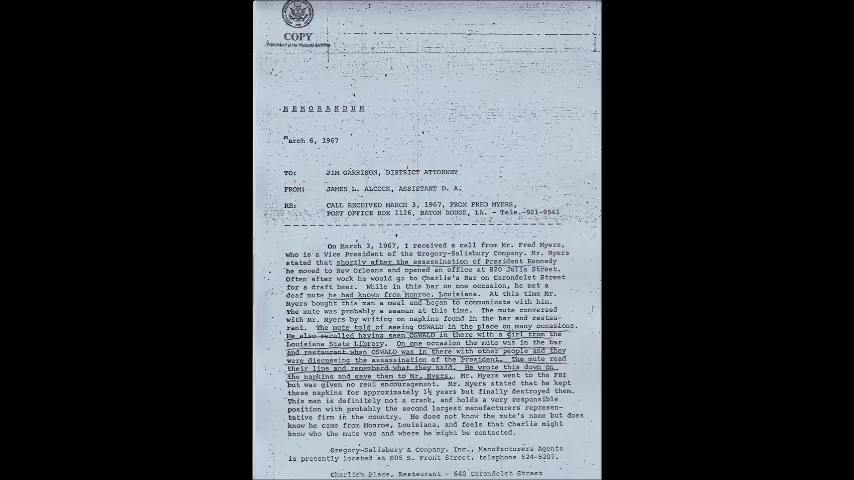 COPY
Reproduced at the National Archives
M E M O R A N D U M
March 6, 1967
TO: JIM GARRISON, DISTRICT ATTORNEY
FROM: JAMES L. ALCOCK, ASSISTANT D. A.
RE: CALL RECEIVED MARCH 3, 1967, FROM FRED MYERS,
POST OFFICE BOX 1126, BATON ROUGE, LA. - Tele.-921-9541
On March 3, 1967, I received a call from Mr. Fred Myers,
who is a Vice President of the Gregory-Salisbury Company. Mr. Myers
stated that shortly after the assassination of President Kennedy
he moved to New Orleans and opened an office at 820 Julia Street.
Often after work he would go to Charlie's Bar on Carondelet Street
for a draft beer. While in this bar on one occasion, he met a
deaf mute he had known from Monroe, Louisiana. At this time Mr.
Myers bought this man a meal and began to communicate with him.
The mute was probably a seaman at this time. The mute conversed
with Mr. Myers by writing on napkins found in the bar and restau-
rant. The mute told of seeing OSWALD in the place on many occasions.
He also recalled having seen OSWALD in there with a girl from the
Louisiana State Library. On one occasion the mute was in the bar
and restaurant when OSWALD was in there with other people and they
were discussing the assassination of the President. The mute read
their lips and rememberd what they said. He wrote this down on
the napkins and gave them to Mr. Myers. Mr. Myers went to the FBI
but was given no real encouragement. Mr. Myers stated that he kept
these napkins for approximately 1½ years but finally destroyed them.
This man is definitely not a crank, and holds a very responsible
position with probably the second largest manufacturers represen-
tative firm in the country. He does not know the mute's name but does
know he came from Monroe, Louisiana, and feels that Charlie might
know who the mute was and where he might be contacted.
Gregory-Salisbury & Company, Inc., Manufacturers Agents
is presently located at 805 S. Front Street, telephone 524-5207.
Charlie's Place, Restaurant - 640 Carondelet Street